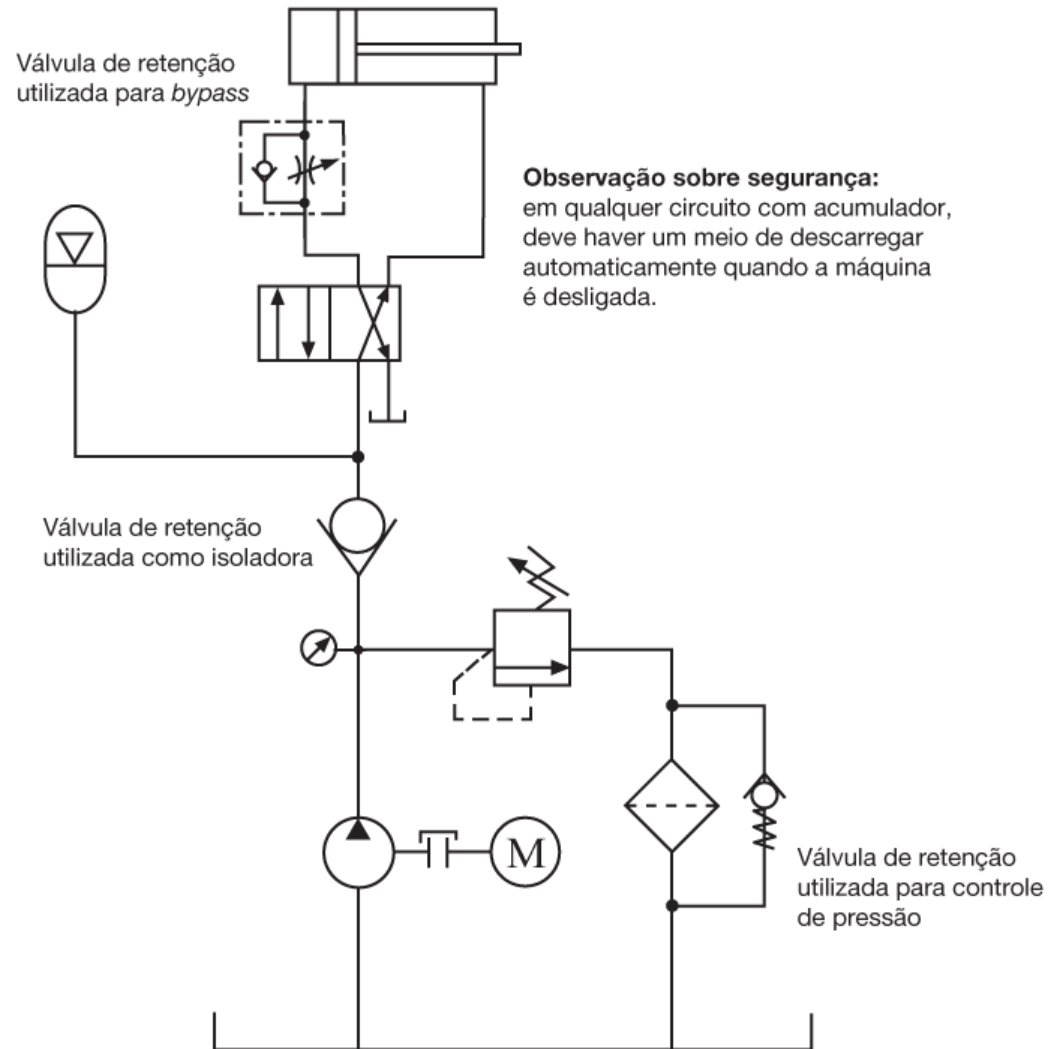 Válvula de retenção
utilizada para bypass
Observação sobre segurança:
em qualquer circuito com acumulador,
deve haver um meio de descarregar
automaticamente quando a máquina
é desligada.
Válvula de retenção
utilizada como isoladora
M
Válvula de retenção
utilizada para controle
de pressão